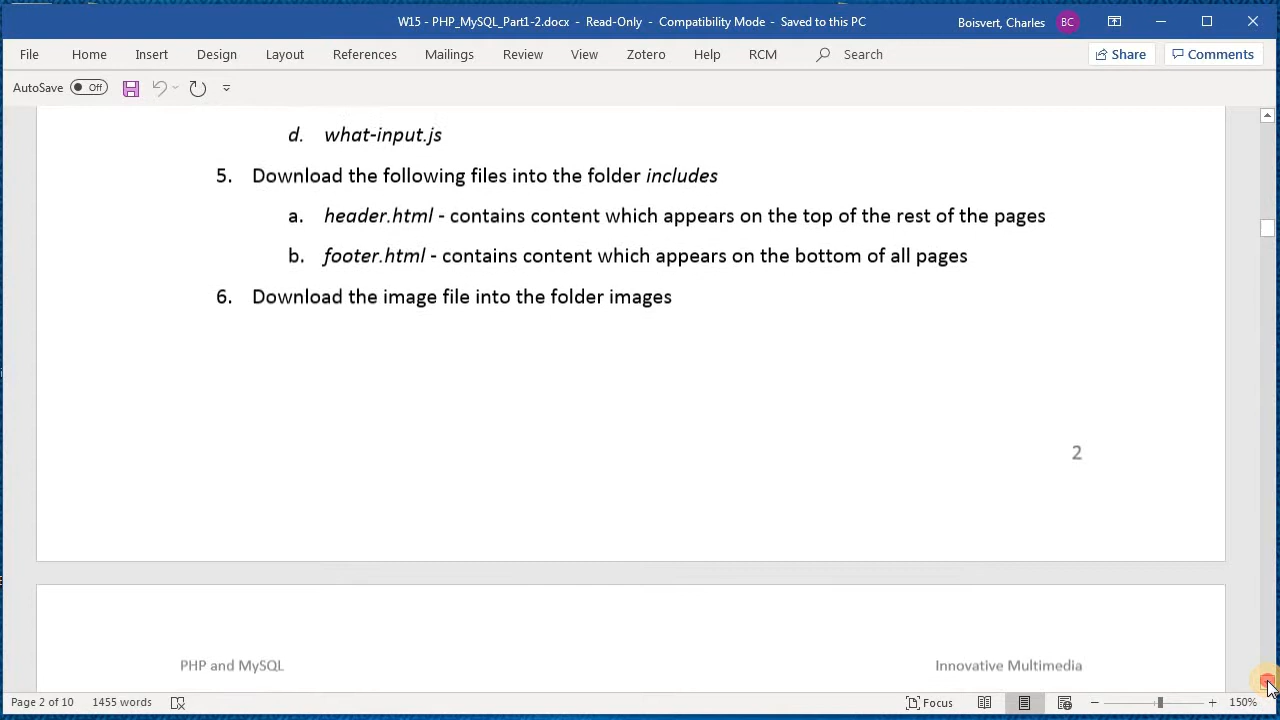 W15 - PHP_MySQL_Part1-2.docx - Read-Only - Compatibility Mode - Saved to this PC
Boisvert, Charles BC
File Home Insert Design Layout References Mailings Review View Zotero Help RCM Search Share Comments
AutoSave Off
d. what-input.js
5. Download the following files into the folder includes
a. header.html - contains content which appears on the top of the rest of the pages
b. footer.html - contains content which appears on the bottom of all pages
6. Download the image file into the folder images
2
PHP and MySQL Innovative Multimedia
Page 2 of 10 1455 words Focus 150%